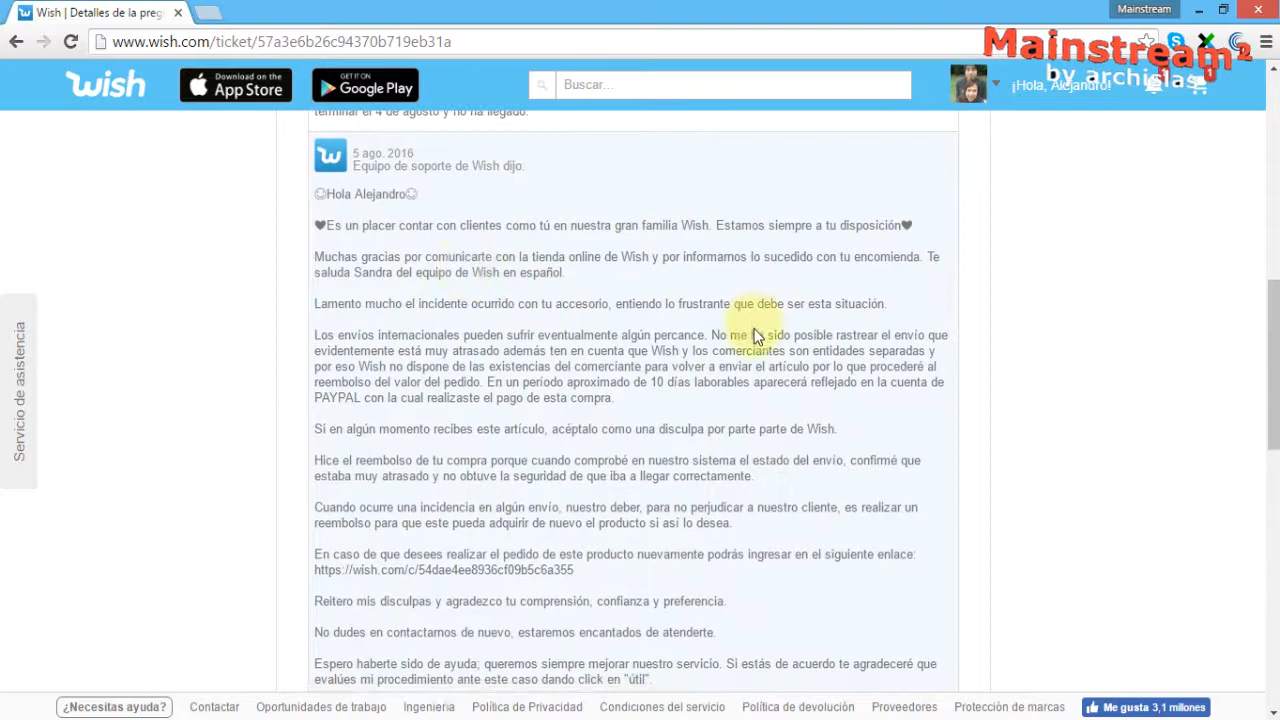 Wish | Detalles de la preg
Mainstream
www.wish.com/ticket/57a3e6b26c94370b719eb31a
Mainstream²
by archislas
wish
Download on the
App Store
GET IT ON
Google Play
Buscar...
¡Hola, Alejandro!
1
terminar el 4 de agosto y no ha llegado.
5 ago. 2016
Equipo de soporte de Wish dijo:
☺Hola Alejandro☺
♥Es un placer contar con clientes como tú en nuestra gran familia Wish. Estamos siempre a tu disposición♥
Muchas gracias por comunicarte con la tienda online de Wish y por informarnos lo sucedido con tu encomienda. Te
saluda Sandra del equipo de Wish en español.
Lamento mucho el incidente ocurrido con tu accesorio, entiendo lo frustrante que debe ser esta situación.
Los envíos internacionales pueden sufrir eventualmente algún percance. No me ha sido posible rastrear el envío que
evidentemente está muy atrasado además ten en cuenta que Wish y los comerciantes son entidades separadas y
por eso Wish no dispone de las existencias del comerciante para volver a enviar el artículo por lo que procederé al
reembolso del valor del pedido. En un período aproximado de 10 días laborables aparecerá reflejado en la cuenta de
PAYPAL con la cual realizaste el pago de esta compra.
Si en algún momento recibes este artículo, acéptalo como una disculpa por parte parte de Wish.
Hice el reembolso de tu compra porque cuando comprobé en nuestro sistema el estado del envío, confirmé que
estaba muy atrasado y no obtuve la seguridad de que iba a llegar correctamente.
Cuando ocurre una incidencia en algún envío, nuestro deber, para no perjudicar a nuestro cliente, es realizar un
reembolso para que este pueda adquirir de nuevo el producto si así lo desea.
En caso de que desees realizar el pedido de este producto nuevamente podrás ingresar en el siguiente enlace:
https://wish.com/c/54dae4ee8936cf09b5c6a355
Reitero mis disculpas y agradezco tu comprensión, confianza y preferencia.
No dudes en contactarnos de nuevo, estaremos encantados de atenderte.
Espero haberte sido de ayuda; queremos siempre mejorar nuestro servicio. Si estás de acuerdo te agradeceré que
evalúes mi procedimiento ante este caso dando click en "útil".
Servicio de asistencia
¿Necesitas ayuda?
Contactar
Oportunidades de trabajo
Ingeniería
Política de Privacidad
Condiciones del servicio
Política de devolución
Proveedores
Protección de marcas
Me gusta 3,1 millones